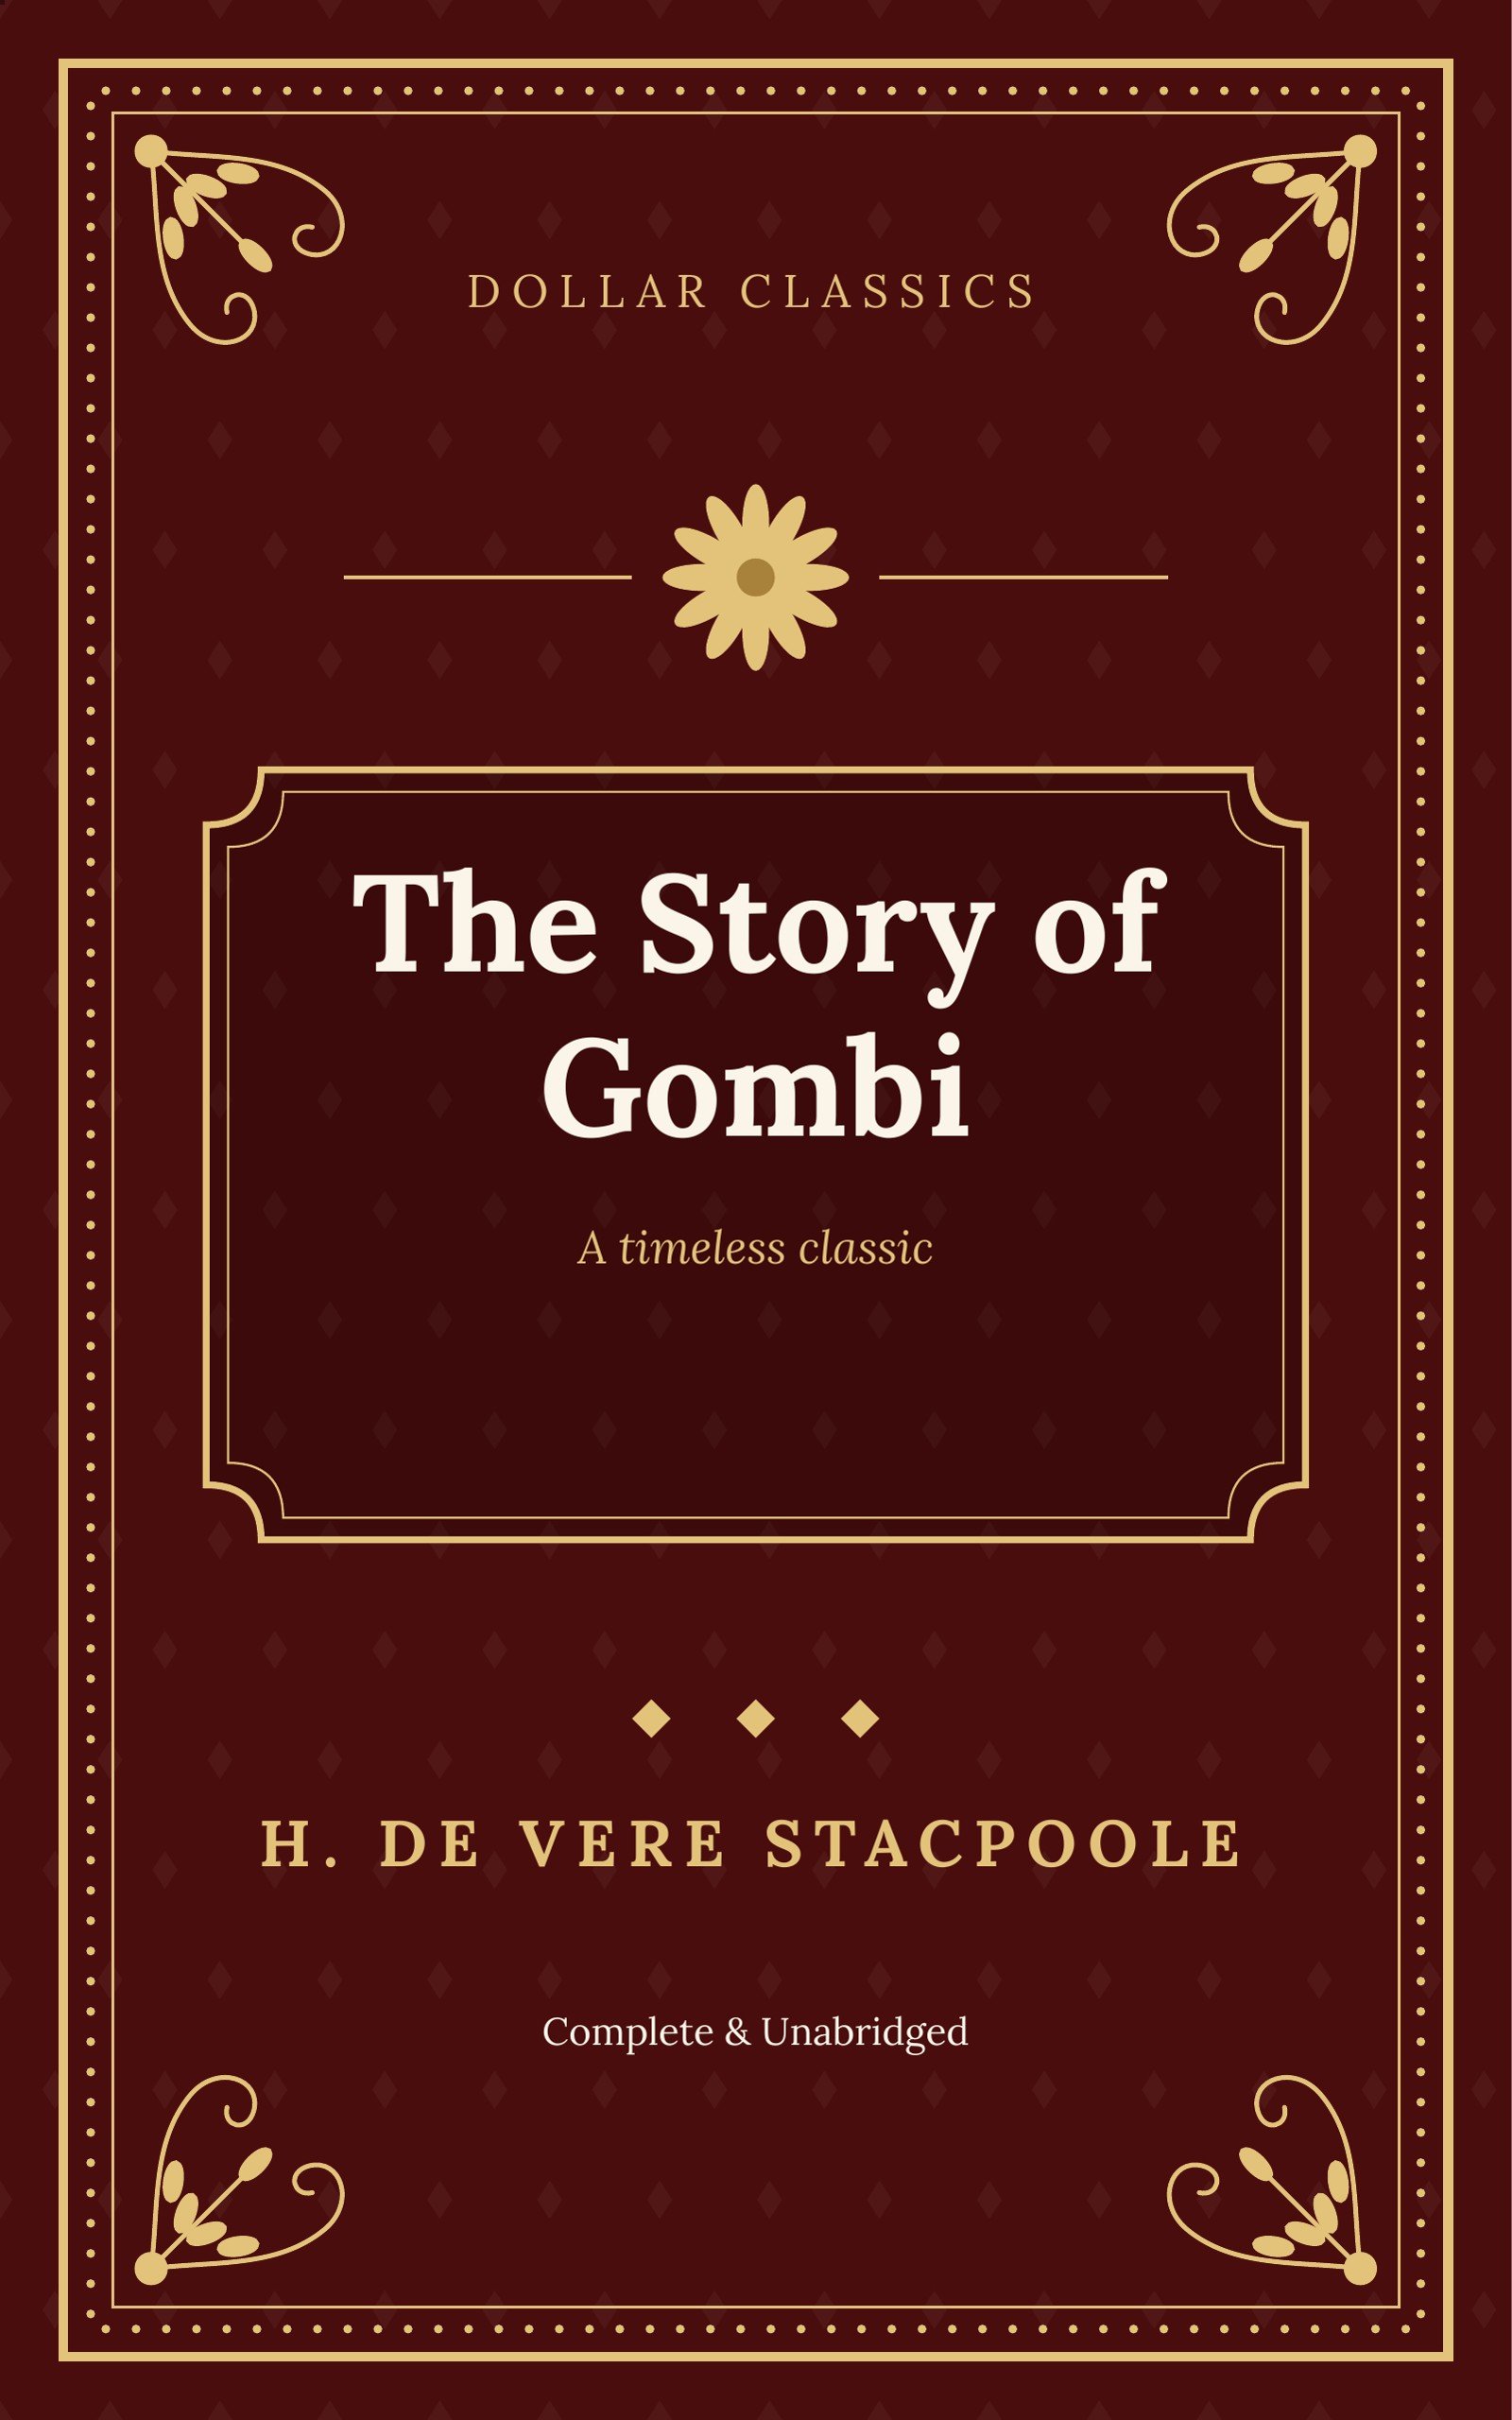 DOLLAR CLASSICS
The Story of
Gombi
A timeless classic
H. DE VERE STACPOOLE
Complete & Unabridged